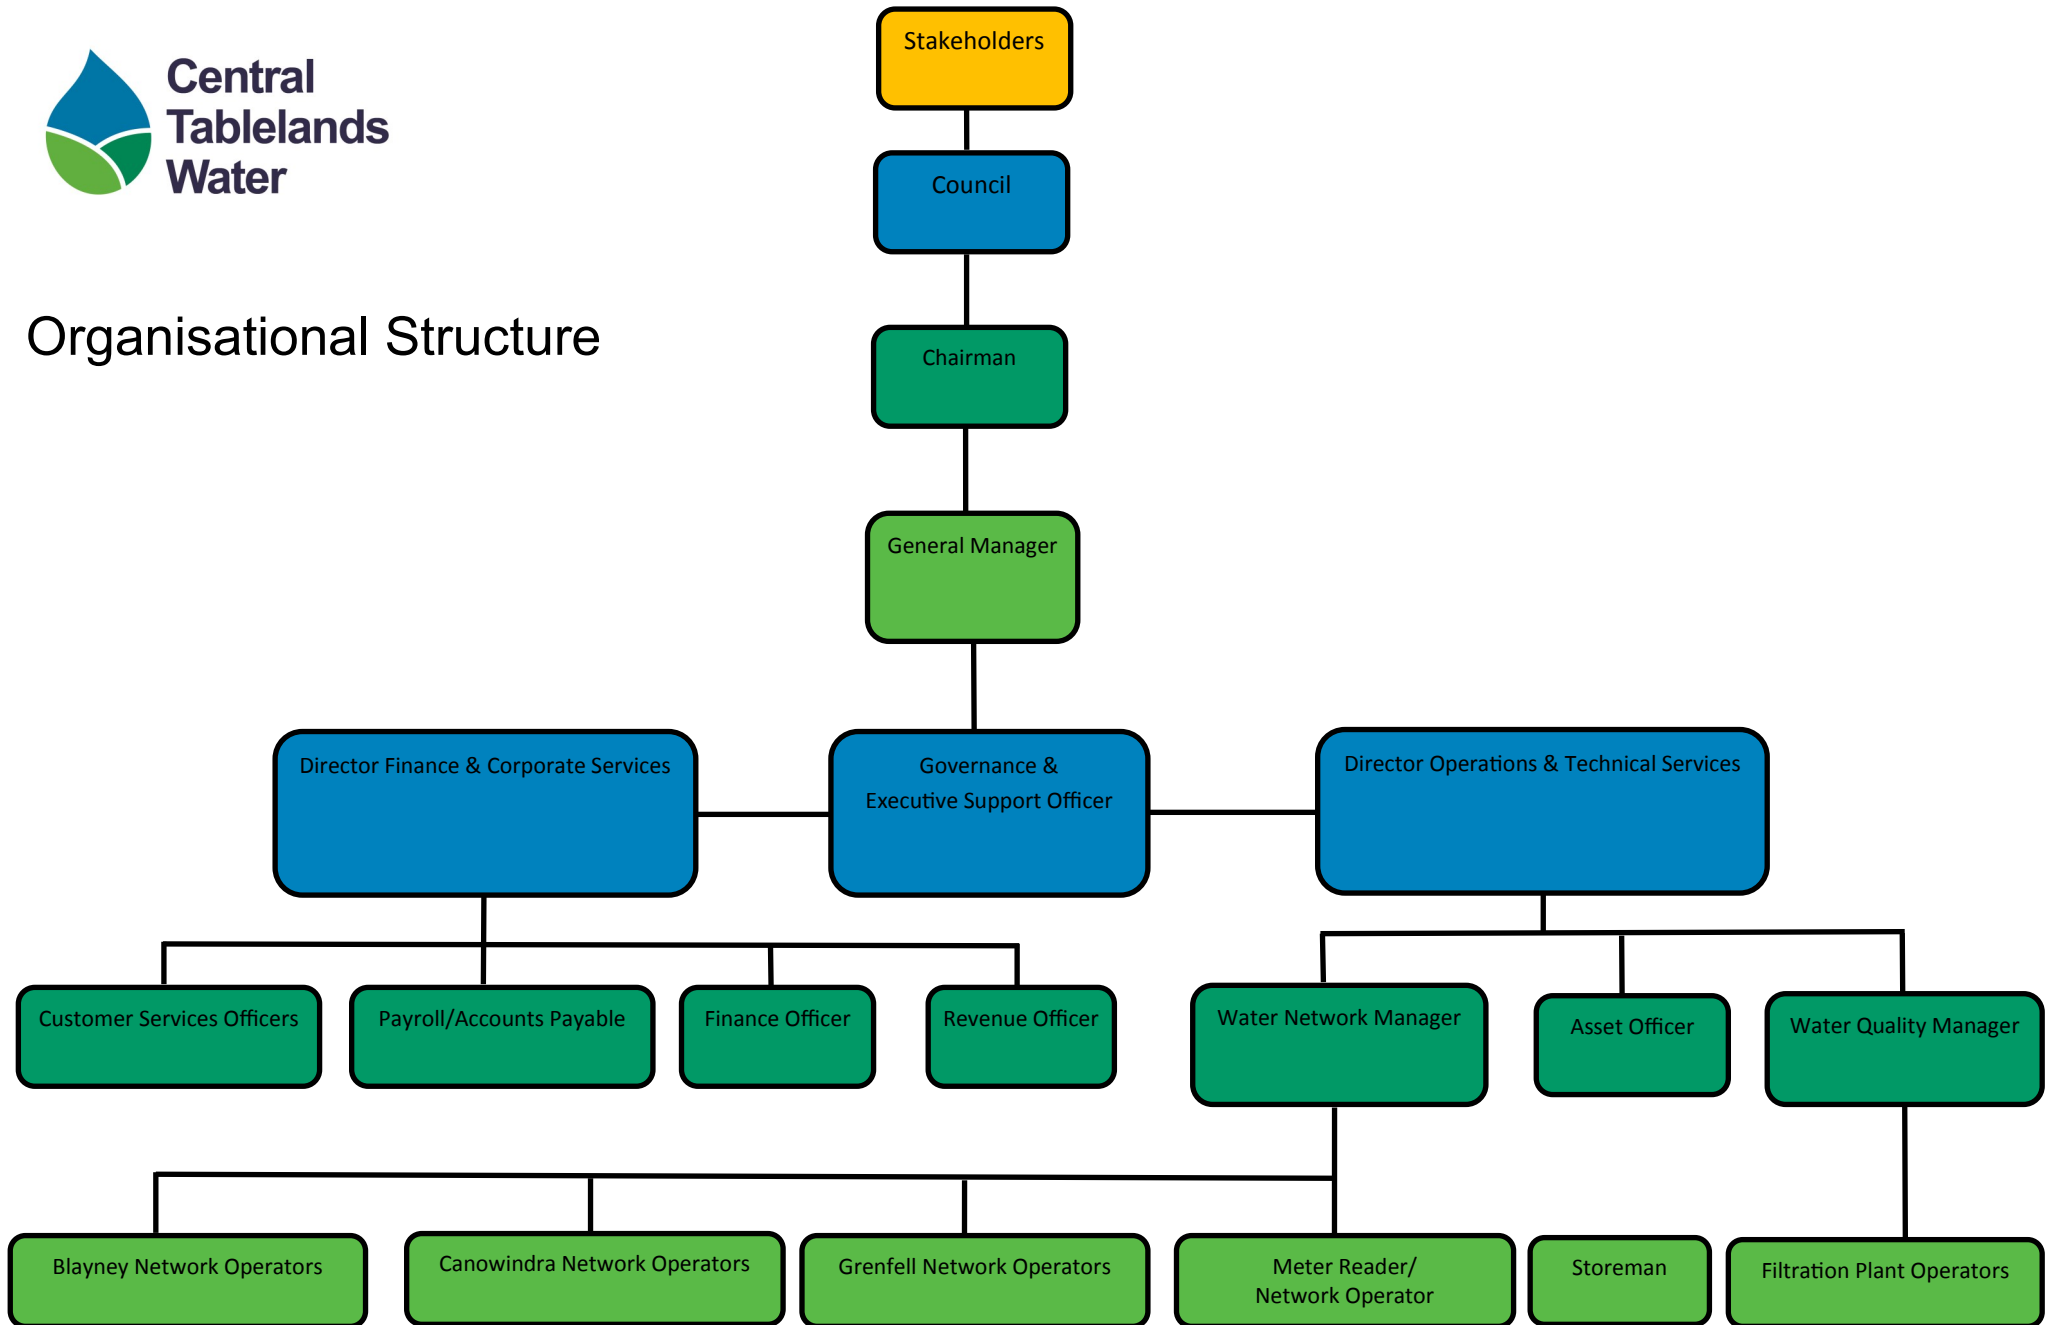 Central
Tablelands
Water
Organisational Structure
Stakeholders
Council
Chairman
General Manager
Director Finance & Corporate Services
Governance &
Executive Support Officer
Director Operations & Technical Services
Customer Services Officers
Payroll/Accounts Payable
Finance Officer
Revenue Officer
Water Network Manager
Asset Officer
Water Quality Manager
Blayney Network Operators
Canowindra Network Operators
Grenfell Network Operators
Meter Reader/
Network Operator
Storeman
Filtration Plant Operators